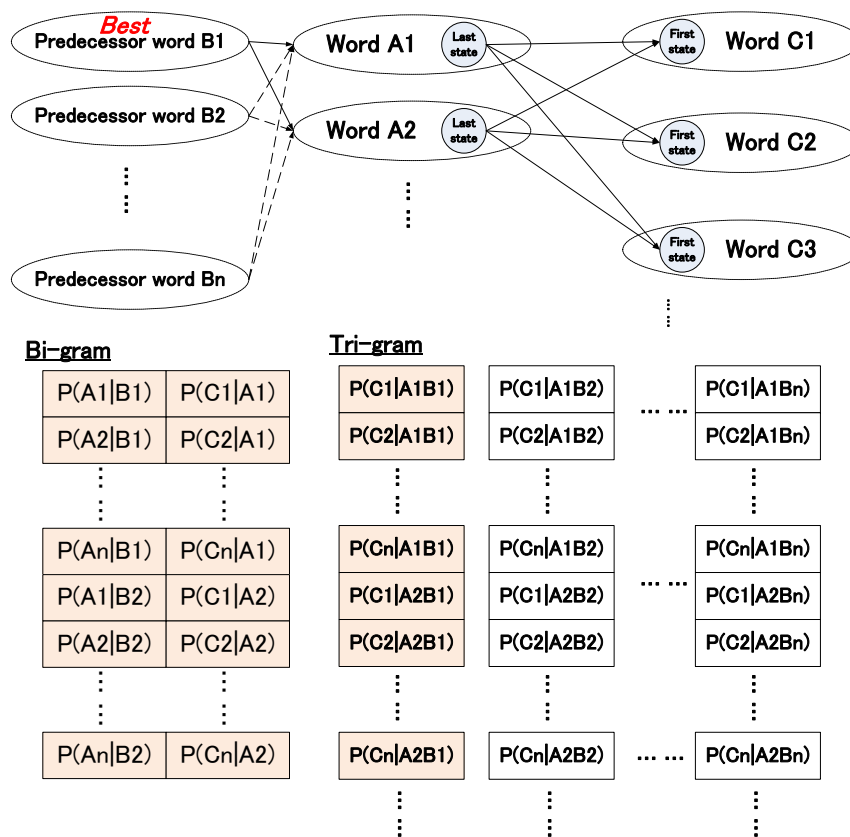 Best
Predecessor word B1
Word A1
Last
state
First
state
Word C1
Predecessor word B2
Word A2
Last
state
First
state
Word C2
Predecessor word Bn
First
state
Word C3
Bi-gram
P(A1|B1) P(C1|A1)
P(A2|B1) P(C2|A1)
P(An|B1) P(Cn|A1)
P(A1|B2) P(C1|A2)
P(A2|B2) P(C2|A2)
P(An|B2) P(Cn|A2)
Tri-gram
P(C1|A1B1) P(C1|A1B2) ... ... P(C1|A1Bn)
P(C2|A1B1) P(C2|A1B2) P(C2|A1Bn)
P(Cn|A1B1) P(Cn|A1B2) P(Cn|A1Bn)
P(C1|A2B1) P(C1|A2B2) ... ... P(C1|A2Bn)
P(C2|A2B1) P(C2|A2B2) P(C2|A2Bn)
P(Cn|A2B1) P(Cn|A2B2) ... ... P(Cn|A2Bn)